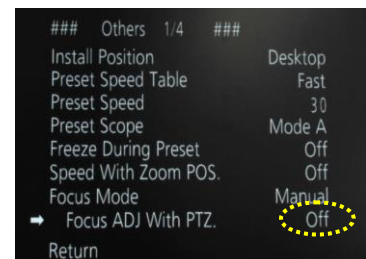 ### Others 1/4 ###
Install Position Desktop
Preset Speed Table Fast
Preset Speed 30
Preset Scope Mode A
Freeze During Preset Off
Speed With Zoom POS. Off
Focus Mode Manual
➡ Focus ADJ With PTZ. Off
Return